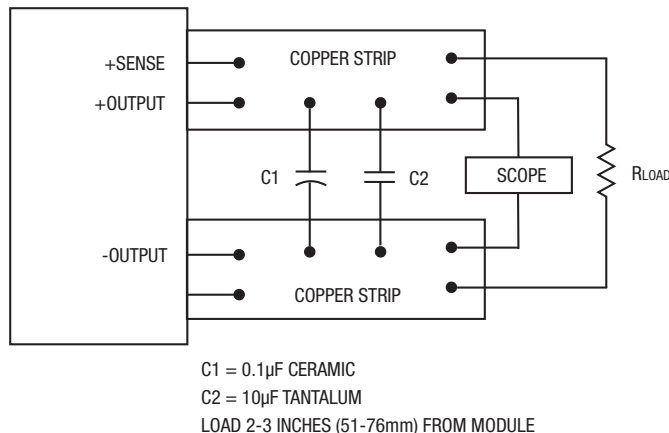 +SENSE
COPPER STRIP
+OUTPUT
C1
C2
SCOPE
RLOAD
-OUTPUT
COPPER STRIP
C1 = 0.1µF CERAMIC
C2 = 10µF TANTALUM
LOAD 2-3 INCHES (51-76mm) FROM MODULE